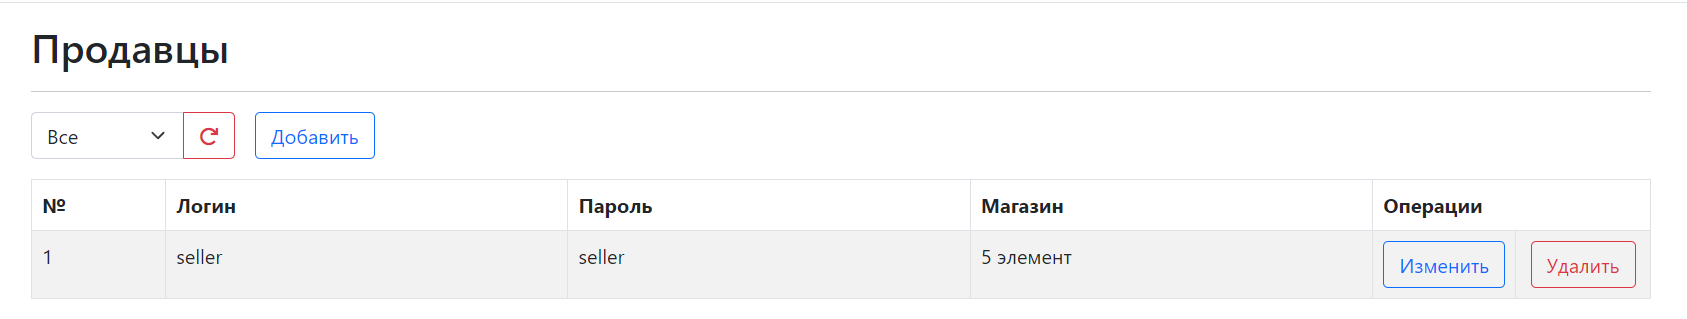 Продавцы
Все Добавить
№ Логин Пароль Магазин Операции
1 seller seller 5 элемент Изменить Удалить